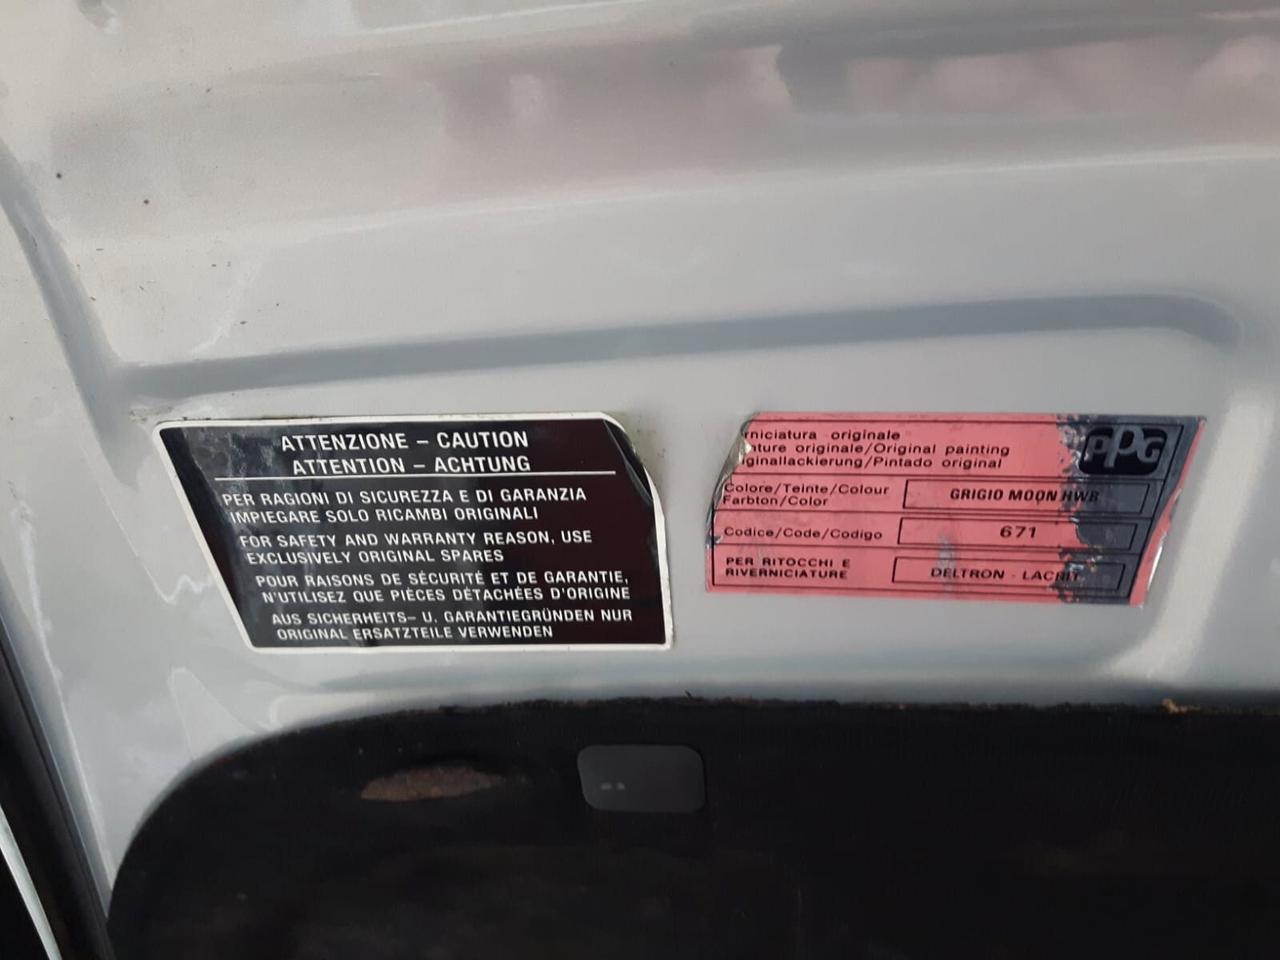 ATTENZIONE – CAUTION
ATTENTION – ACHTUNG
PER RAGIONI DI SICUREZZA E DI GARANZIA
IMPIEGARE SOLO RICAMBI ORIGINALI
FOR SAFETY AND WARRANTY REASON, USE
EXCLUSIVELY ORIGINAL SPARES
POUR RAISONS DE SÉCURITÉ ET DE GARANTIE,
N'UTILISEZ QUE PIÈCES DÉTACHÉES D'ORIGINE
AUS SICHERHEITS– U. GARANTIEGRÜNDEN NUR
ORIGINAL ERSATZTEILE VERWENDEN
rniciatura originale
nture originale/Original painting
ginallackierung/Pintado original
PPG
Colore/Teinte/Colour
Farbton/Color
GRIGIO MOON HWR
Codice/Code/Codigo
671
PER RITOCCHI E
RIVERNICIATURE
DELTRON - LACRIT